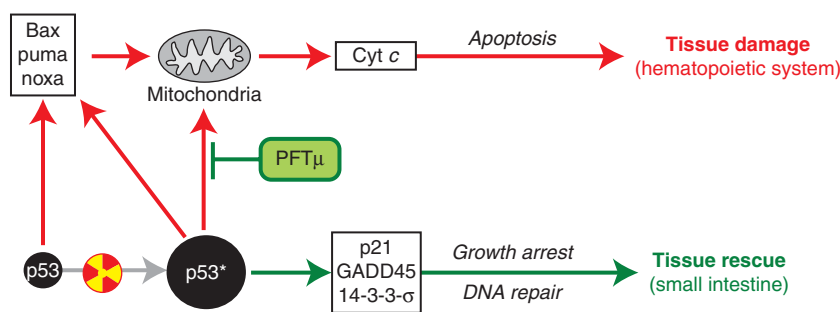 Bax
puma
noxa
Mitochondria
Cyt c
Apoptosis
Tissue damage
(hematopoietic system)
PFTμ
p53
p53*
p21
GADD45
14-3-3-σ
Growth arrest
DNA repair
Tissue rescue
(small intestine)